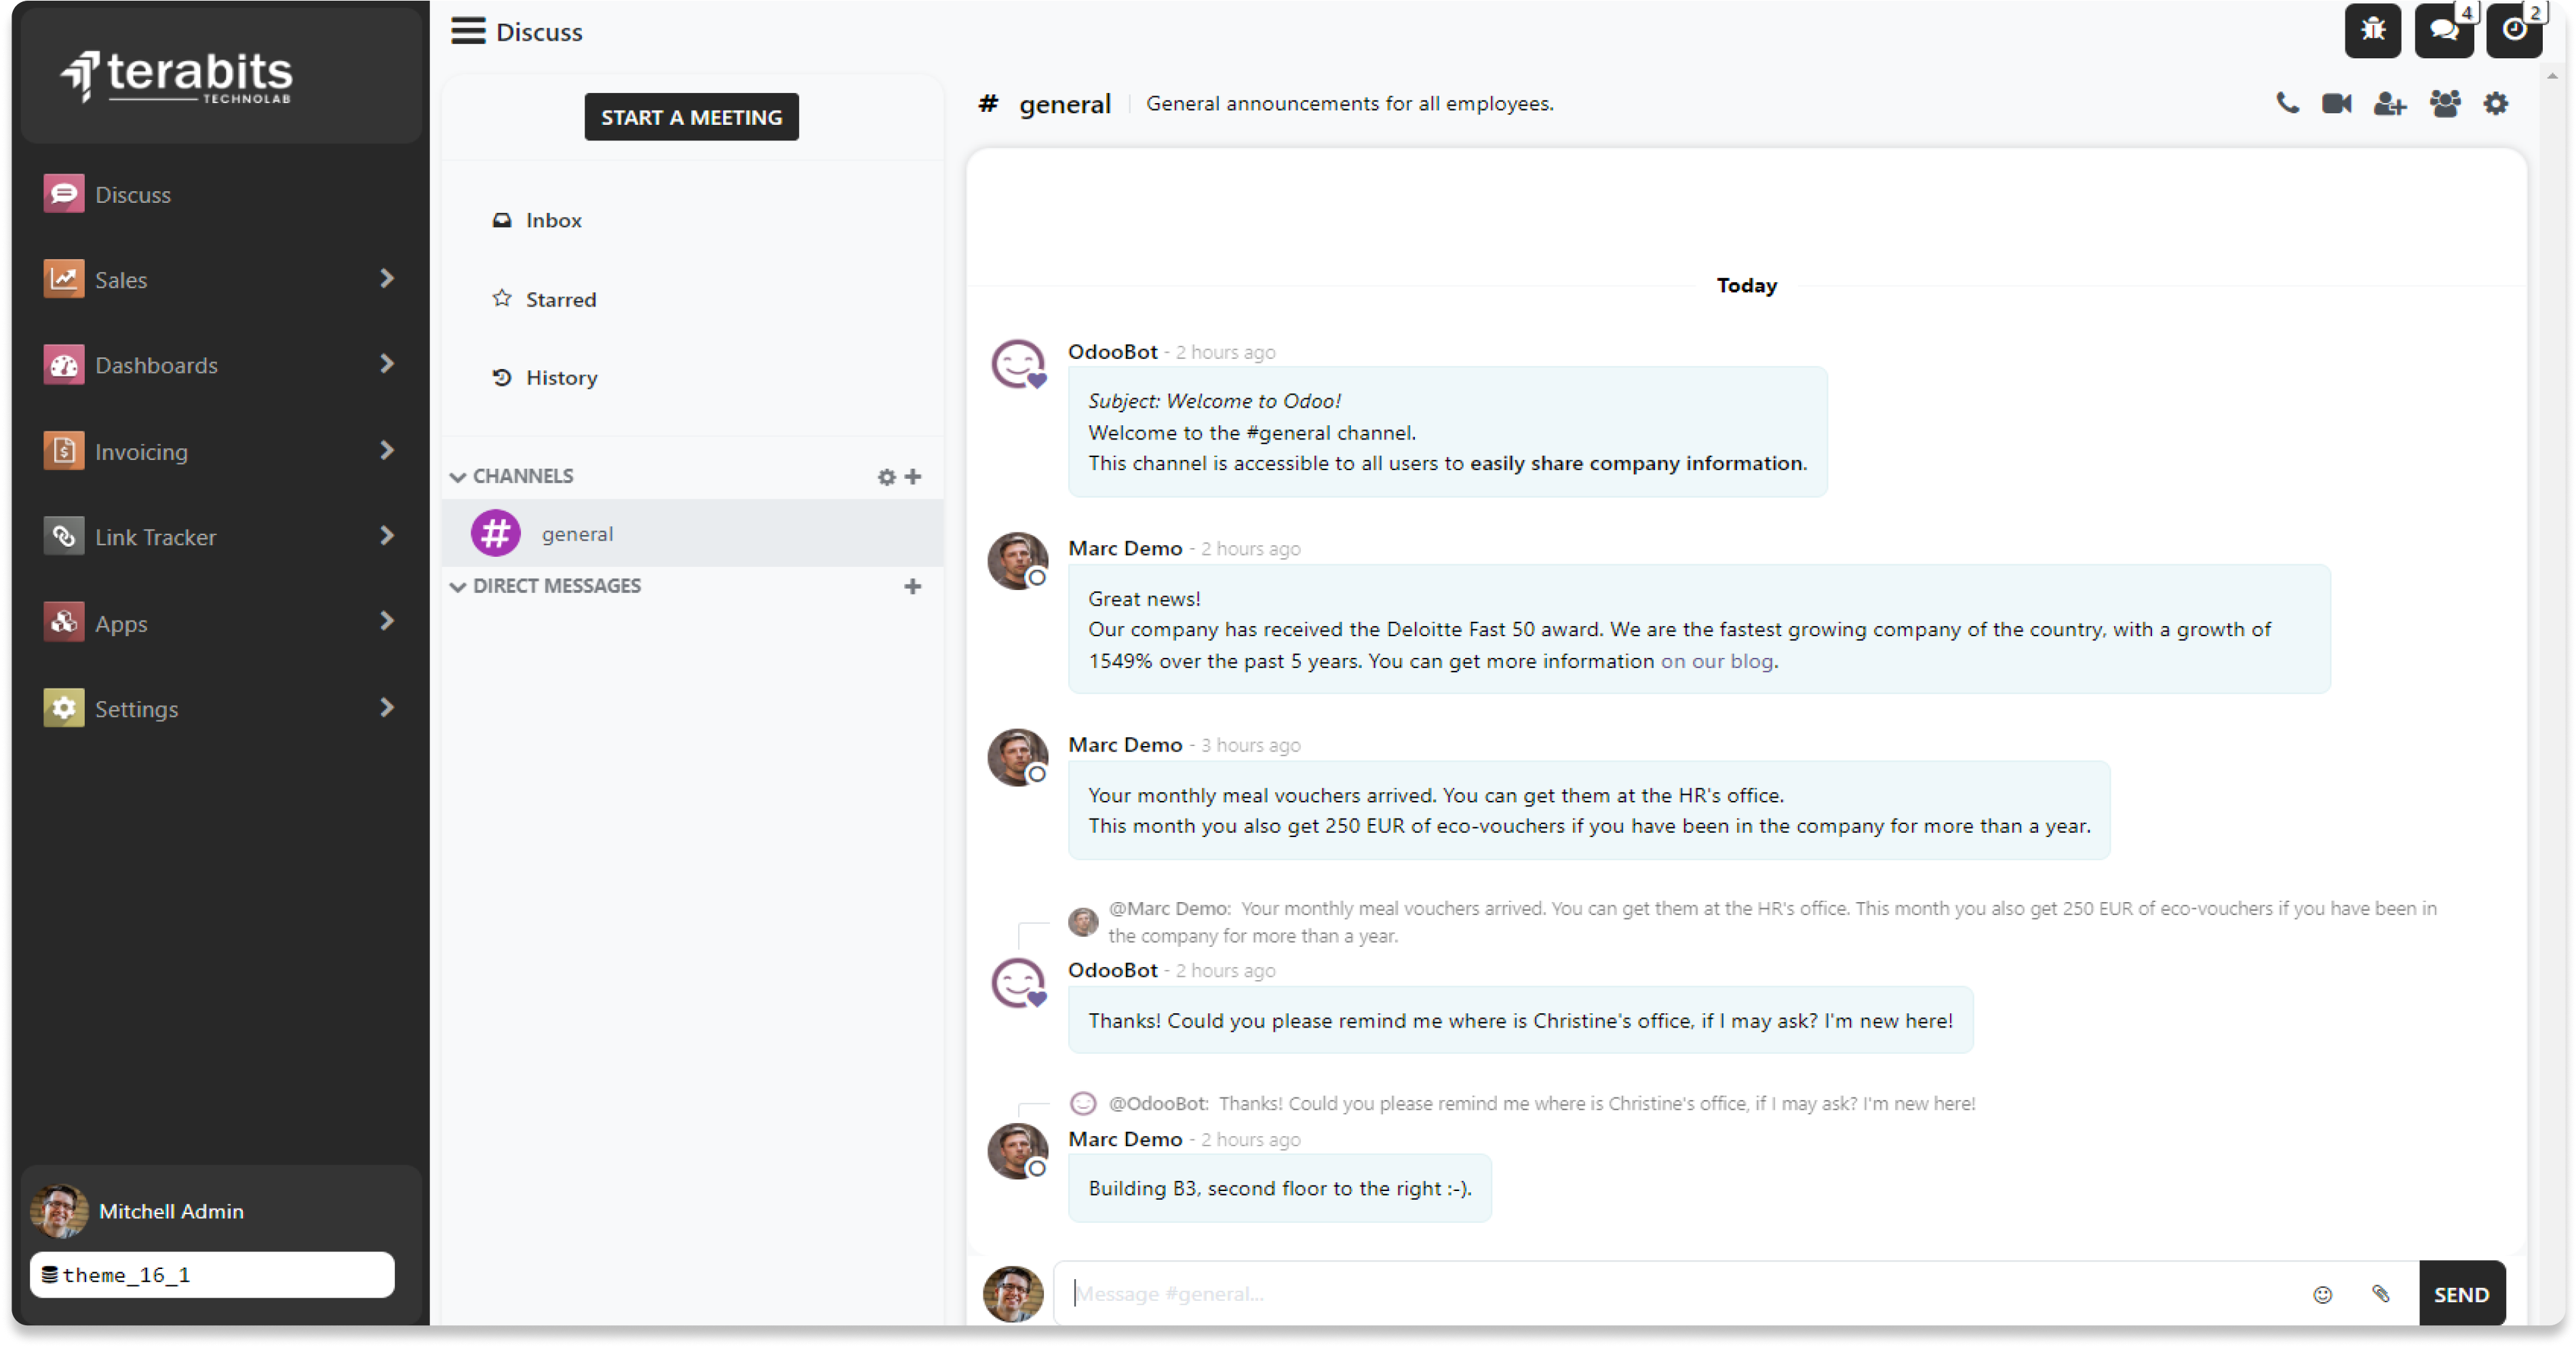 terabits
TECHNOLAB
Discuss
Sales
Dashboards
Invoicing
Link Tracker
Apps
Settings
Mitchell Admin
theme_16_1
Discuss
4
2
START A MEETING
Inbox
Starred
History
CHANNELS
# general
DIRECT MESSAGES
# general General announcements for all employees.
Today
OdooBot - 2 hours ago
Subject: Welcome to Odoo!
Welcome to the #general channel.
This channel is accessible to all users to easily share company information.
Marc Demo - 2 hours ago
Great news!
Our company has received the Deloitte Fast 50 award. We are the fastest growing company of the country, with a growth of
1549% over the past 5 years. You can get more information on our blog.
Marc Demo - 3 hours ago
Your monthly meal vouchers arrived. You can get them at the HR's office.
This month you also get 250 EUR of eco-vouchers if you have been in the company for more than a year.
@Marc Demo: Your monthly meal vouchers arrived. You can get them at the HR's office. This month you also get 250 EUR of eco-vouchers if you have been in
the company for more than a year.
OdooBot - 2 hours ago
Thanks! Could you please remind me where is Christine's office, if I may ask? I'm new here!
@OdooBot: Thanks! Could you please remind me where is Christine's office, if I may ask? I'm new here!
Marc Demo - 2 hours ago
Building B3, second floor to the right :-).
Message #general...
SEND